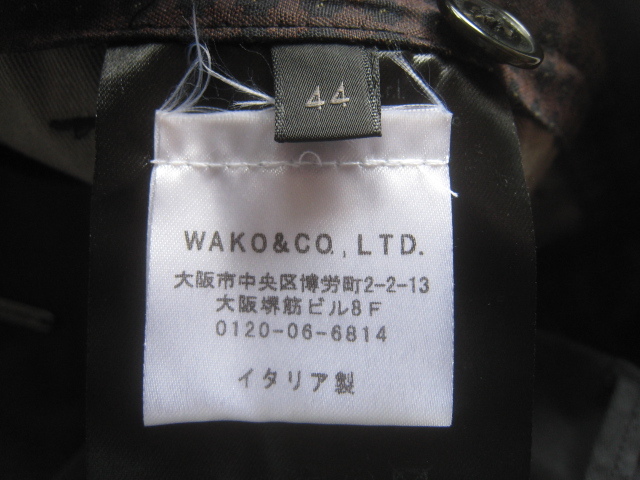 44
WAKO&CO., LTD.
大阪市中央区博労町2-2-13
大阪堺筋ビル8F
0120-06-6814
イタリア製